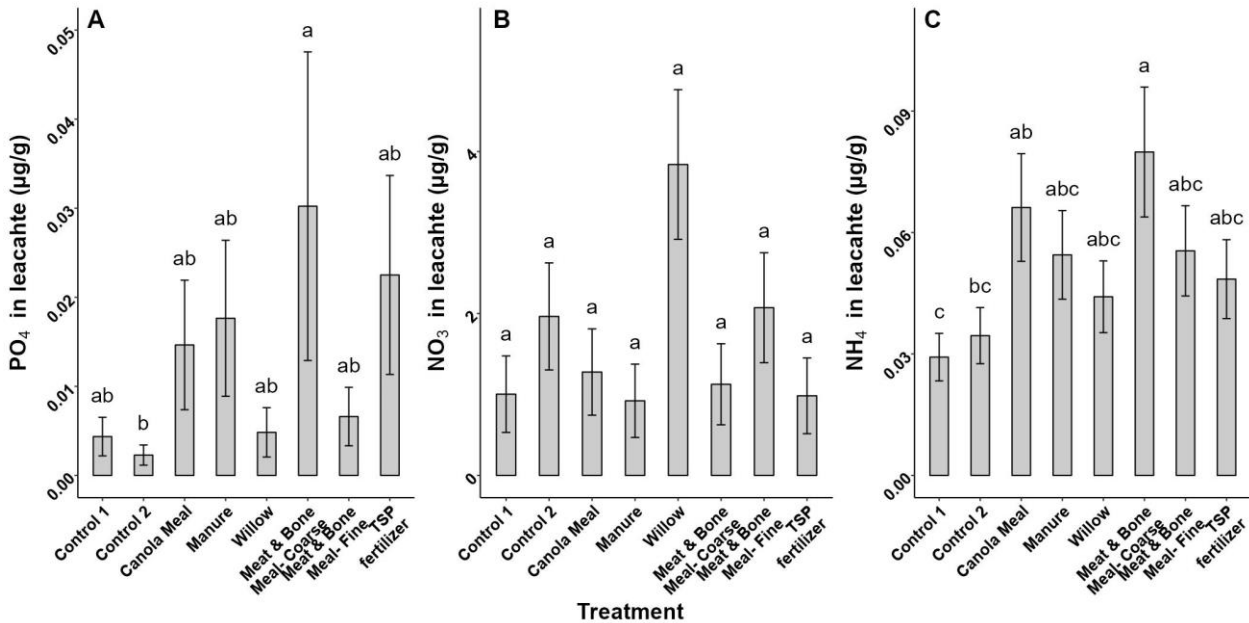 A
PO₄ in leacahte (µg/g)
0.05
0.04
0.03
0.02
0.01
0.00
ab
b
ab
ab
ab
a
ab
ab
Control 1
Control 2
Canola Meal
Manure
Willow
Meat & Bone
Meal- Coarse
Meat & Bone
Meal- Fine
TSP
fertilizer
B
NO₃ in leacahte (µg/g)
4
2
0
a
a
a
a
a
a
a
a
Control 1
Control 2
Canola Meal
Manure
Willow
Meat & Bone
Meal- Coarse
Meat & Bone
Meal- Fine
TSP
fertilizer
C
NH₄ in leacahte (µg/g)
0.09
0.06
0.03
0.00
c
bc
ab
abc
abc
a
abc
abc
Control 1
Control 2
Canola Meal
Manure
Willow
Meat & Bone
Meal- Coarse
Meat & Bone
Meal- Fine
TSP
fertilizer
Treatment